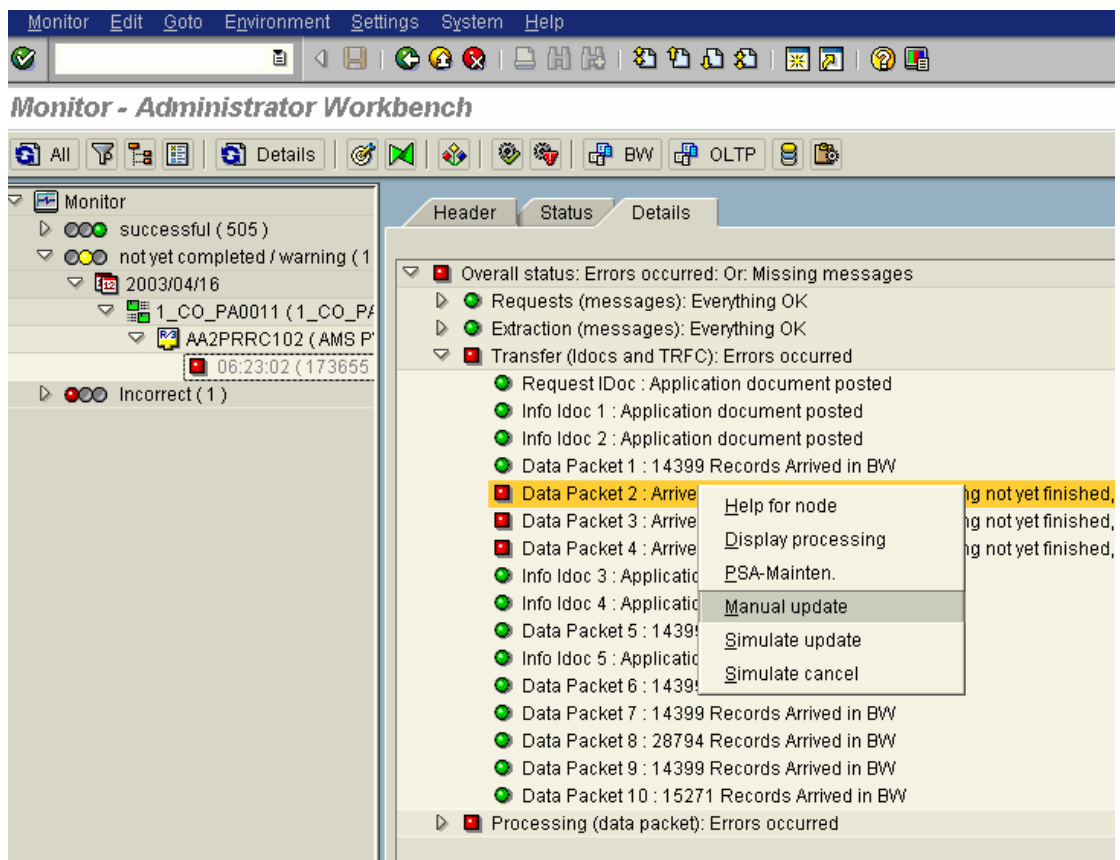 Monitor Edit Goto Environment Settings System Help
Monitor - Administrator Workbench
All Details BW OLTP
Monitor
successful ( 505 )
not yet completed / warning ( 1
2003/04/16
1_CO_PA0011 ( 1_CO_PA
AA2PRRC102 ( AMS P
06:23:02 ( 173655
Incorrect ( 1 )
Header Status Details
Overall status: Errors occurred: Or: Missing messages
Requests (messages): Everything OK
Extraction (messages): Everything OK
Transfer (Idocs and TRFC): Errors occurred
Request IDoc : Application document posted
Info Idoc 1 : Application document posted
Info Idoc 2 : Application document posted
Data Packet 1 : 14399 Records Arrived in BW
Data Packet 2 : Arrive ng not yet finished,
Data Packet 3 : Arrive ng not yet finished,
Data Packet 4 : Arrive ng not yet finished,
Info Idoc 3 : Applicatio
Info Idoc 4 : Applicatio
Data Packet 5 : 1439
Info Idoc 5 : Applicatio
Data Packet 6 : 1439
Data Packet 7 : 14399 Records Arrived in BW
Data Packet 8 : 28794 Records Arrived in BW
Data Packet 9 : 14399 Records Arrived in BW
Data Packet 10 : 15271 Records Arrived in BW
Processing (data packet): Errors occurred
Help for node
Display processing
PSA-Mainten.
Manual update
Simulate update
Simulate cancel